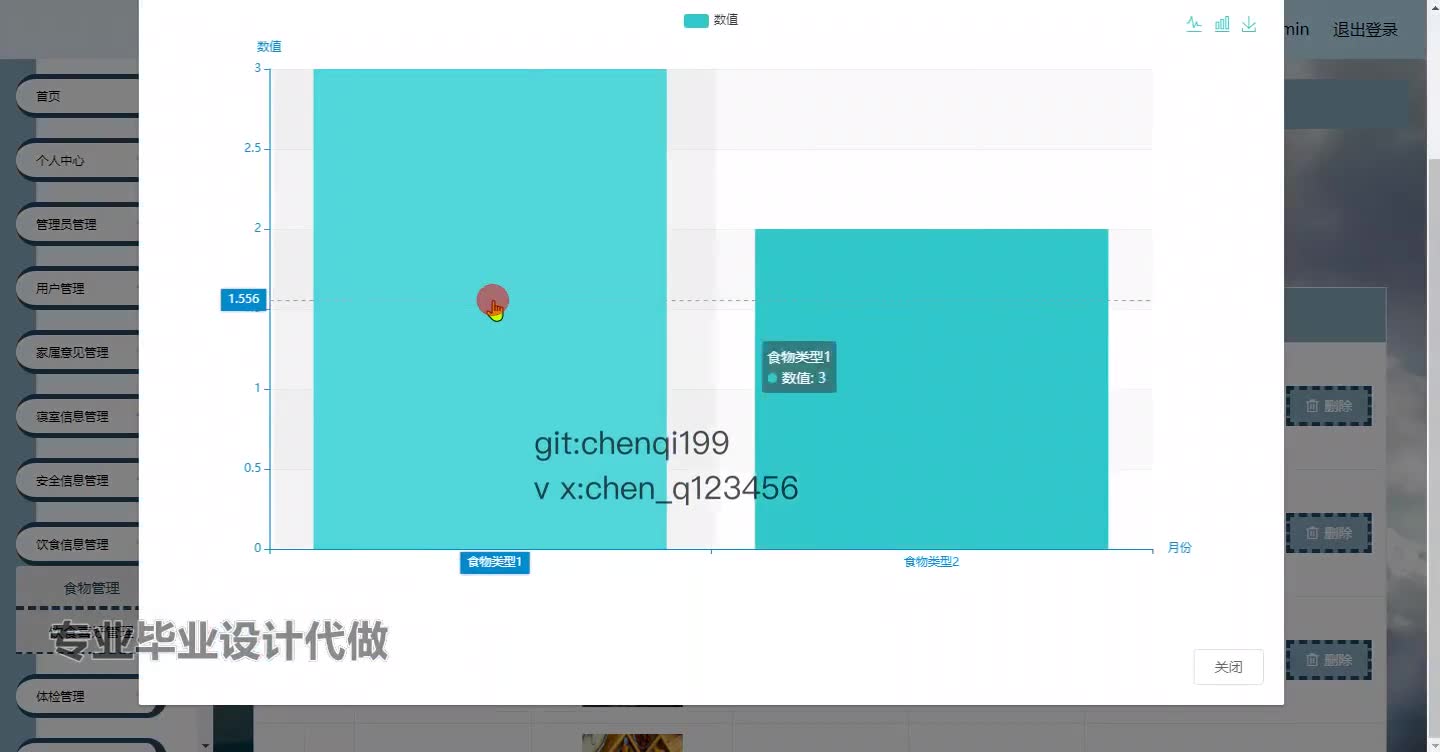 数值
min
退出登录
数值
3
2.5
2
1.556
1
0.5
0
食物类型1
数值: 3
食物类型1
食物类型2
月份
git:chenqi199
v x:chen_q123456
首页
个人中心
管理员管理
用户管理
家属意见管理
寝室信息管理
安全信息管理
饮食信息管理
食物管理
专业毕业设计代做
体检管理
删除
删除
删除
关闭